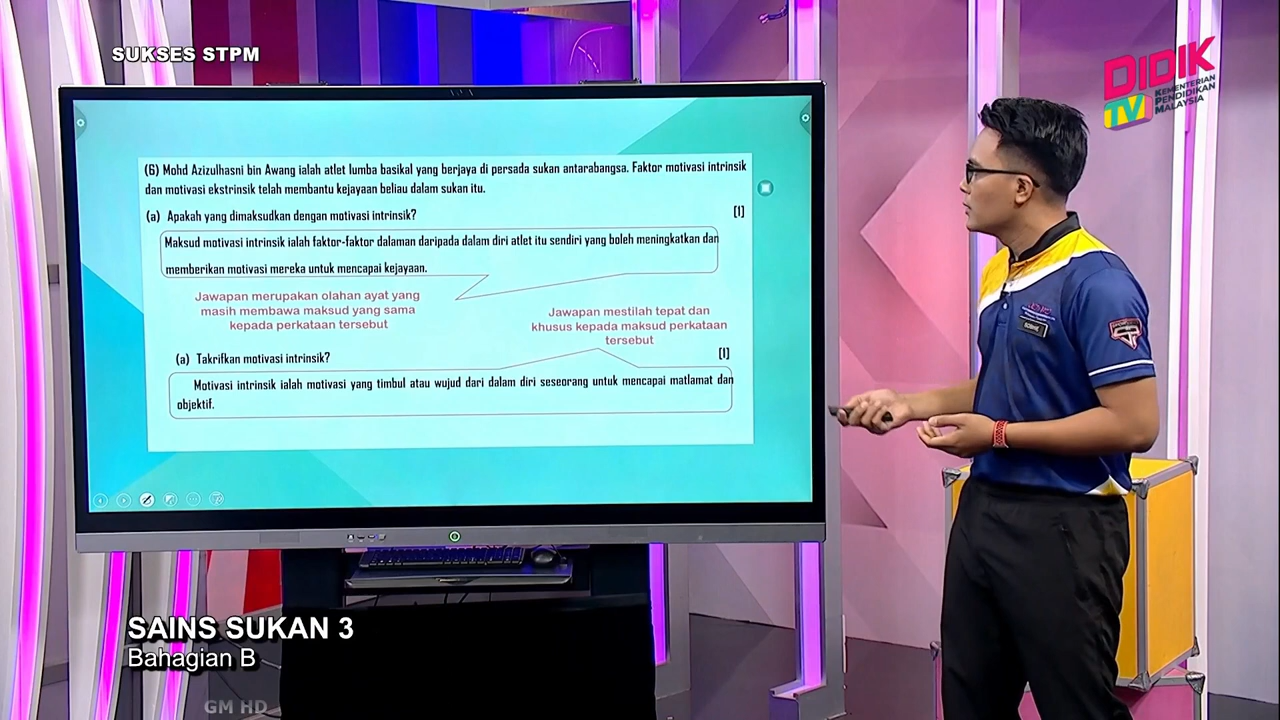 SUKSES STPM
DIDIK
TV
KEMENTERIAN
PENDIDIKAN
MALAYSIA
(6) Mohd Azizulhasni bin Awang ialah atlet lumba basikal yang berjaya di persada sukan antarabangsa. Faktor motivasi intrinsik
dan motivasi ekstrinsik telah membantu kejayaan beliau dalam sukan itu.
(a) Apakah yang dimaksudkan dengan motivasi intrinsik? [1]
Maksud motivasi intrinsik ialah faktor-faktor dalaman daripada dalam diri atlet itu sendiri yang boleh meningkatkan dan
memberikan motivasi mereka untuk mencapai kejayaan.
Jawapan merupakan olahan ayat yang
masih membawa maksud yang sama
kepada perkataan tersebut
Jawapan mestilah tepat dan
khusus kepada maksud perkataan
tersebut
(a) Takrifkan motivasi intrinsik? [1]
Motivasi intrinsik ialah motivasi yang timbul atau wujud dari dalam diri seseorang untuk mencapai matlamat dan
objektif.
SAINS SUKAN 3
Bahagian B
GM HD